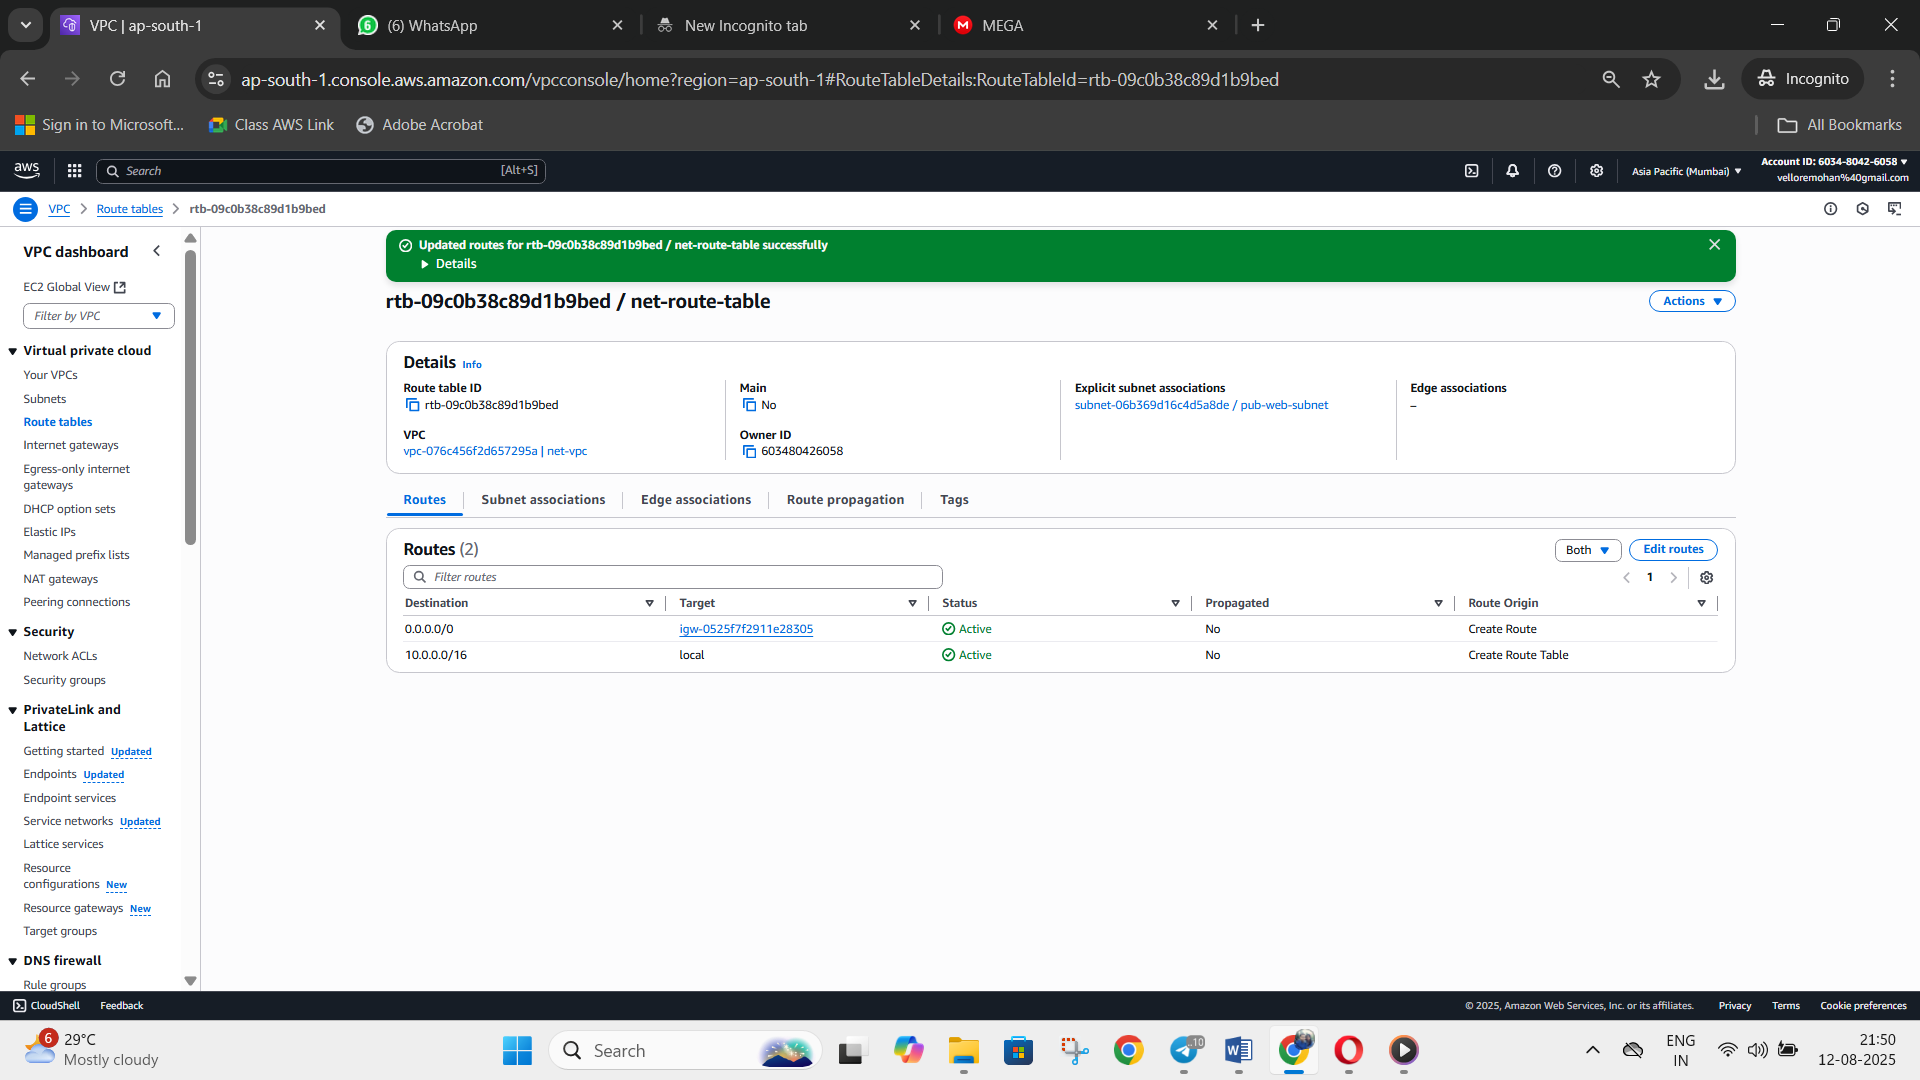 VPC | ap-south-1
(6) WhatsApp
New Incognito tab
MEGA
ap-south-1.console.aws.amazon.com/vpcconsole/home?region=ap-south-1#RouteTableDetails:RouteTableId=rtb-09c0b38c89d1b9bed
Incognito
Sign in to Microsoft...
Class AWS Link
Adobe Acrobat
All Bookmarks
aws
Search
[Alt+S]
Asia Pacific (Mumbai)
Account ID: 6034-8042-6058
velloremohan%40gmail.com
VPC
Route tables
rtb-09c0b38c89d1b9bed
VPC dashboard
EC2 Global View
Filter by VPC
Virtual private cloud
Your VPCs
Subnets
Route tables
Internet gateways
Egress-only internet
gateways
DHCP option sets
Elastic IPs
Managed prefix lists
NAT gateways
Peering connections
Security
Network ACLs
Security groups
PrivateLink and
Lattice
Getting started Updated
Endpoints Updated
Endpoint services
Service networks Updated
Lattice services
Resource
configurations New
Resource gateways New
Target groups
DNS firewall
Rule groups
Updated routes for rtb-09c0b38c89d1b9bed / net-route-table successfully
Details
rtb-09c0b38c89d1b9bed / net-route-table
Actions
Details Info
Route table ID
rtb-09c0b38c89d1b9bed
Main
No
Explicit subnet associations
subnet-06b369d16c4d5a8de / pub-web-subnet
Edge associations
–
VPC
vpc-076c456f2d657295a | net-vpc
Owner ID
603480426058
Routes
Subnet associations
Edge associations
Route propagation
Tags
Routes (2)
Both
Edit routes
Filter routes
1
Destination Target Status Propagated Route Origin
0.0.0.0/0 igw-0525f7f2911e28305 Active No Create Route
10.0.0.0/16 local Active No Create Route Table
CloudShell
Feedback
© 2025, Amazon Web Services, Inc. or its affiliates.
Privacy
Terms
Cookie preferences
6
29°C
Mostly cloudy
Search
10
ENG
IN
21:50
12-08-2025